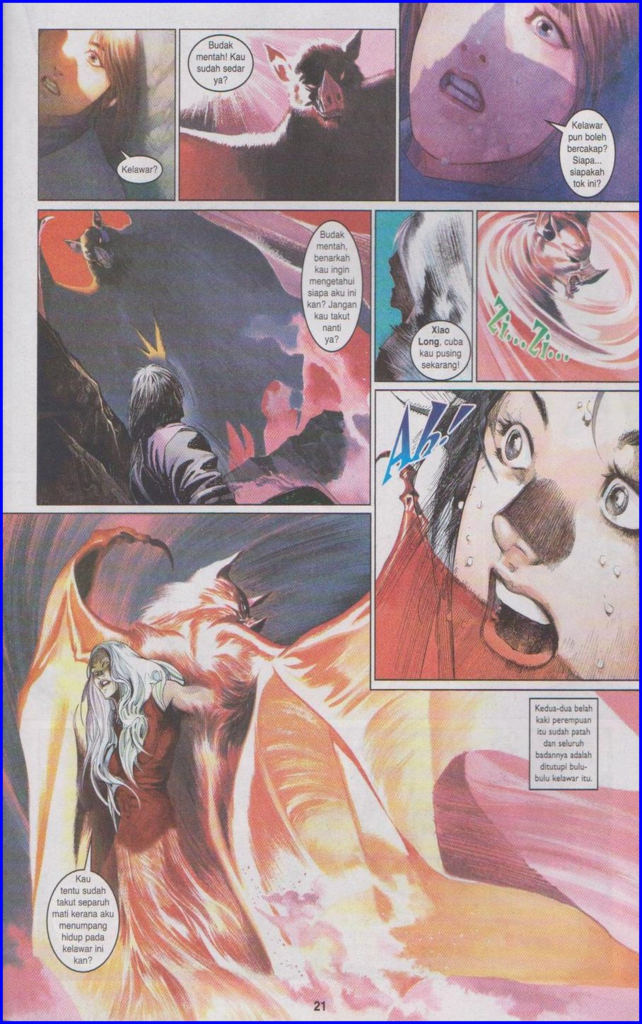 Kelawar?
Budak
mentah! Kau
sudah sedar
ya?
Kelawar
pun boleh
bercakap?
Siapa...
siapakah
tok ini?
Budak
mentah,
benarkah
kau ingin
mengetahui
siapa aku ini
kan? Jangan
kau takut
nanti
ya?
Xiao
Long, cuba
kau pusing
sekarang!
Zi...Zi...
Ah!
Kedua-dua belah
kaki perempuan
itu sudah patah
dan seluruh
badannya adalah
ditutupi bulu-
bulu kelawar itu.
Kau
tentu sudah
takut separuh
mati kerana aku
menumpang
hidup pada
kelawar ini
kan?
21